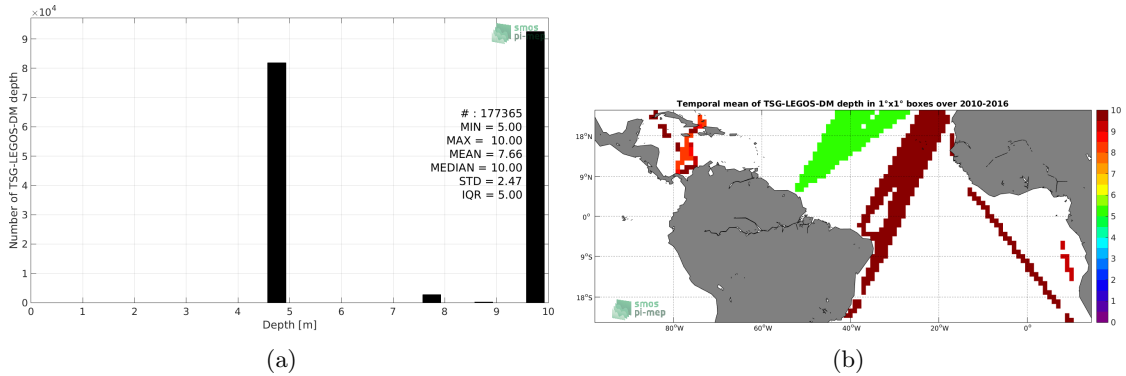 ×10⁴
9
8
7
6
5
4
3
2
1
0
Number of TSG-LEGOS-DM depth
smos
pi-mep
# : 177365
MIN = 5.00
MAX = 10.00
MEAN = 7.66
MEDIAN = 10.00
STD = 2.47
IQR = 5.00
0 1 2 3 4 5 6 7 8 9 10
Depth [m]
(a)
Temporal mean of TSG-LEGOS-DM depth in 1°x1° boxes over 2010-2016
18°N
9°N
0°
9°S
18°S
smos
pi-mep
80°W 60°W 40°W 20°W 0°
10
9
8
7
6
5
4
3
2
1
0
(b)